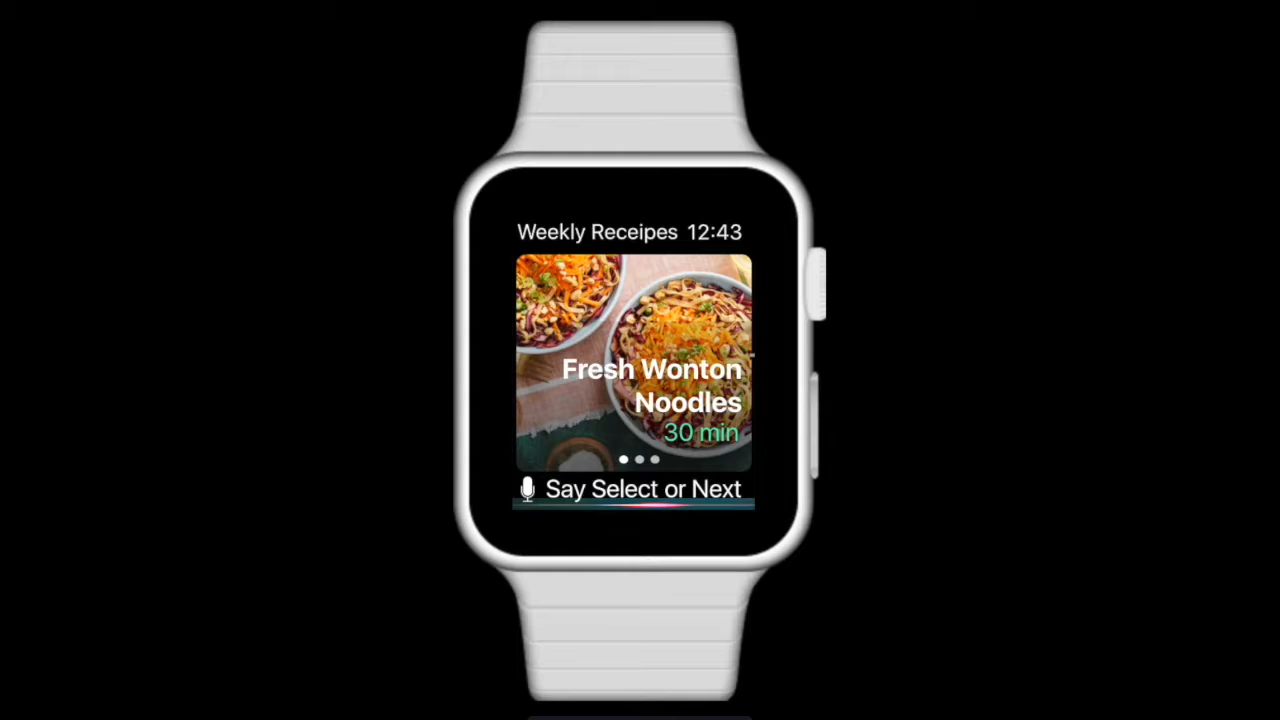 Weekly Receipes 12:43
Fresh Wonton
Noodles
30 min
Say Select or Next